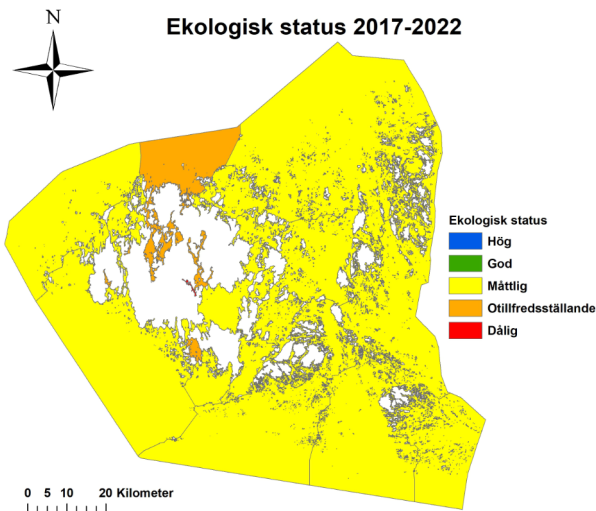 N
Ekologisk status 2017-2022
Ekologisk status
Hög
God
Måttlig
Otillfredsställande
Dålig
0 5 10 20 Kilometer